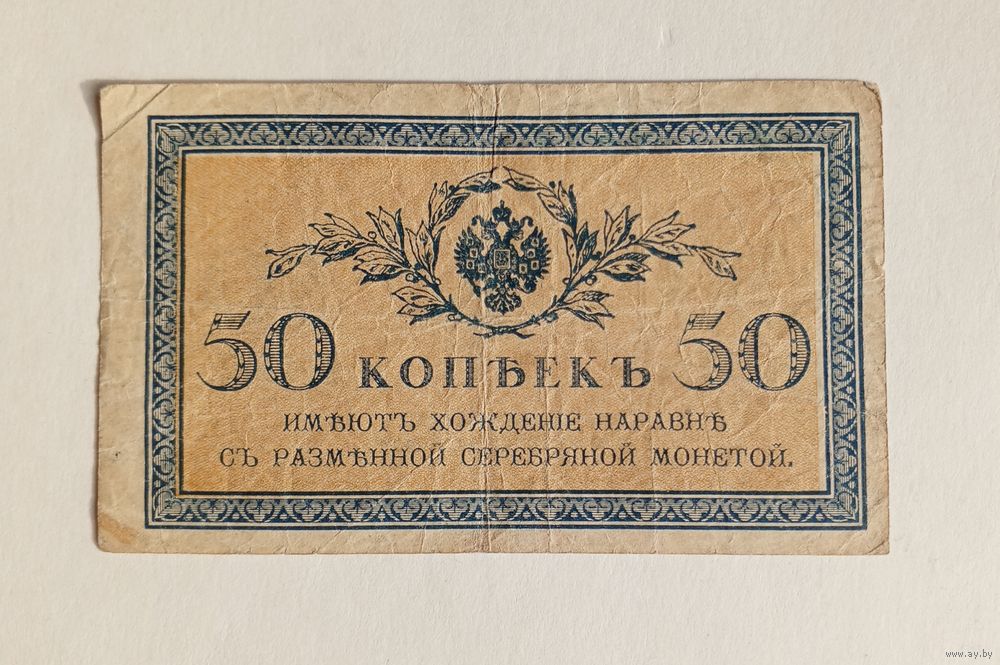 50 КОПѢЕКЪ 50
ИМѢЮТЪ ХОЖДЕНІЕ НАРАВНѢ
СЪ РАЗМѢННОЙ СЕРЕБРЯНОЙ МОНЕТОЙ.
www.ay.by